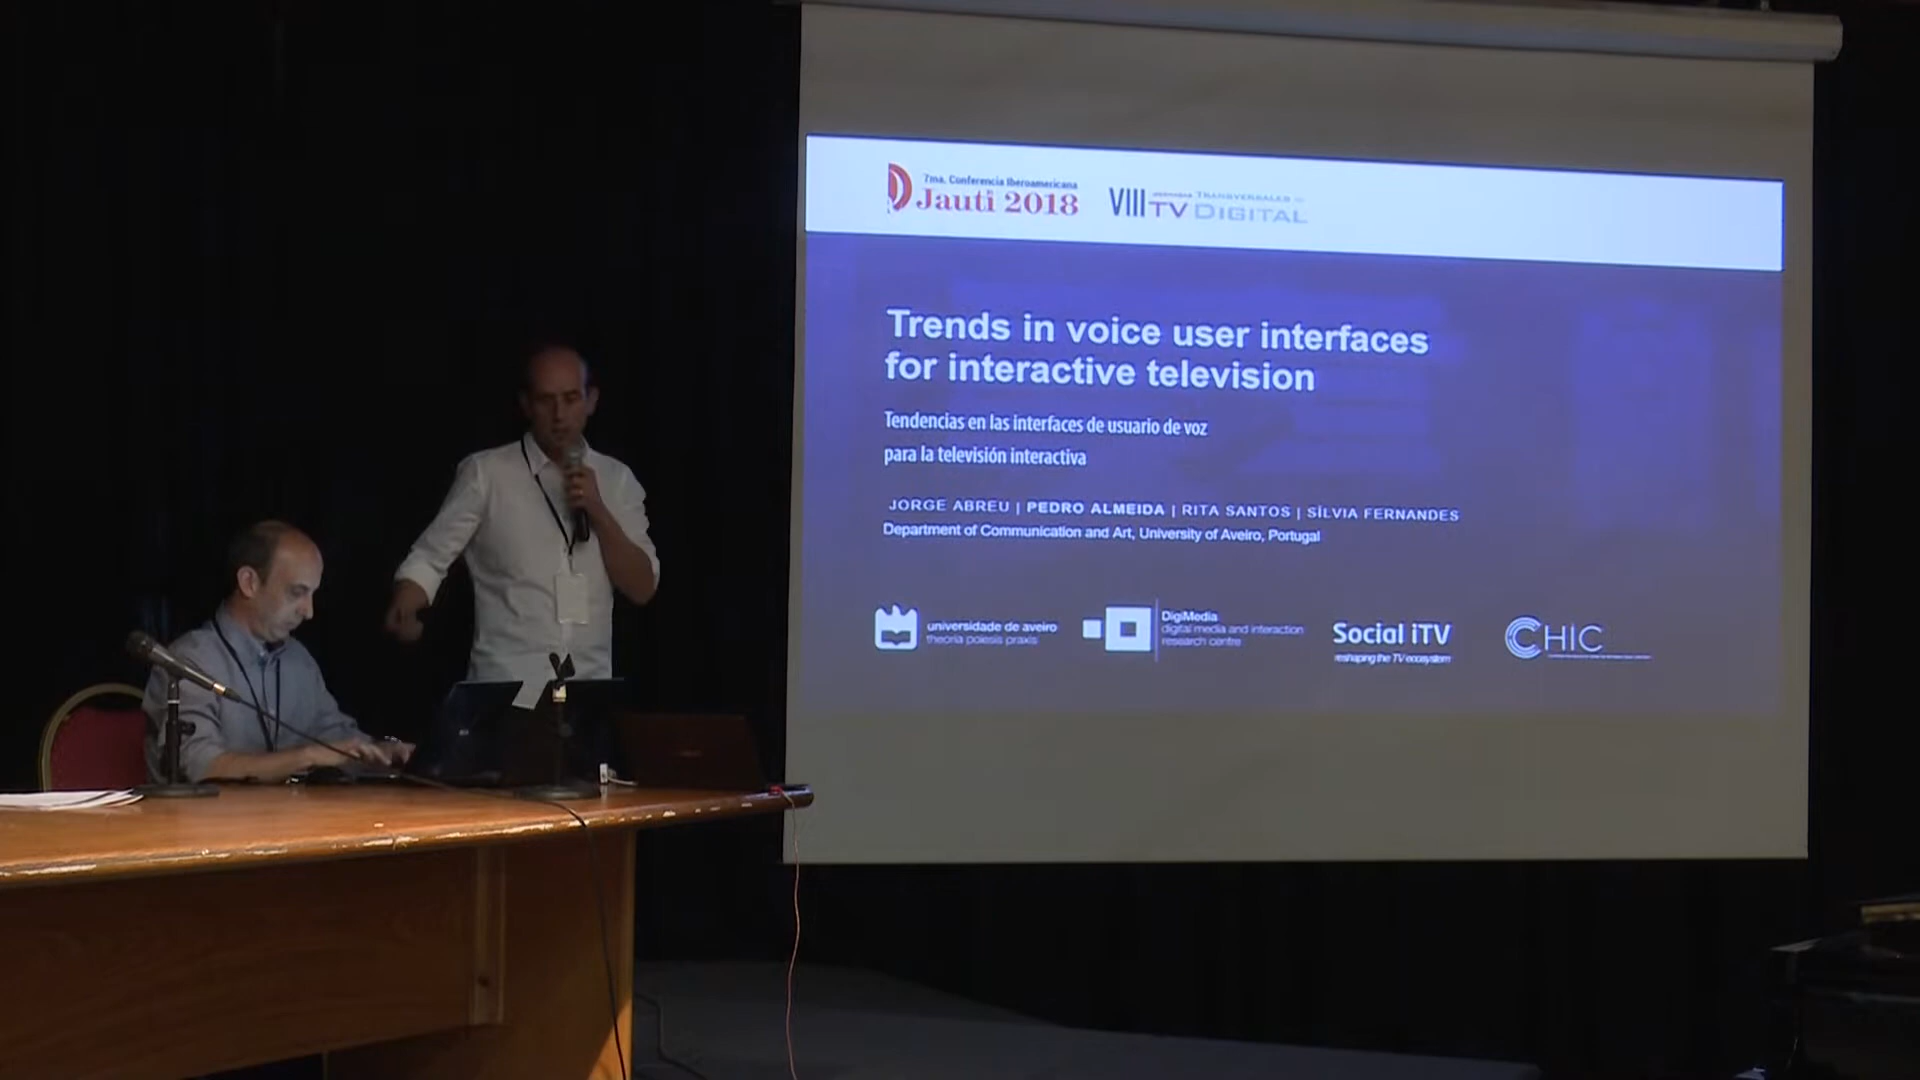 7ma. Conferencia Iberoamericana
Jauti 2018
VIII JORNADAS TRANSVERSALES DE
TV DIGITAL
Trends in voice user interfaces
for interactive television
Tendencias en las interfaces de usuario de voz
para la televisión interactiva
JORGE ABREU | PEDRO ALMEIDA | RITA SANTOS | SÍLVIA FERNANDES
Department of Communication and Art, University of Aveiro, Portugal
universidade de aveiro
theoria poiesis praxis
DigiMedia
digital media and interaction
research centre
Social iTV
reshaping the TV ecosystem
CHIC